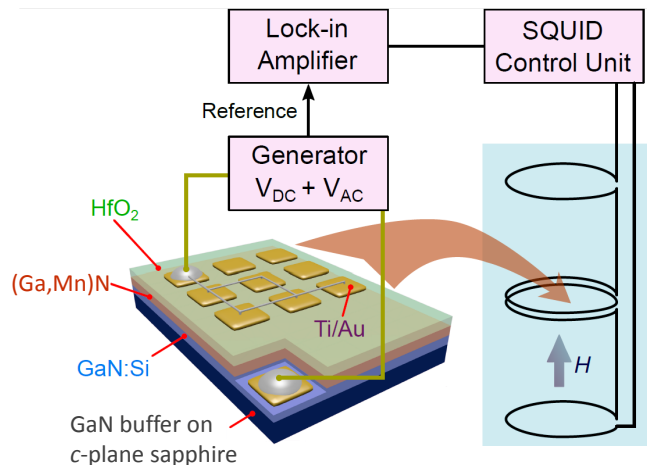 Lock-in
Amplifier
SQUID
Control Unit
Reference
Generator
V_DC + V_AC
HfO₂
(Ga,Mn)N
Ti/Au
GaN:Si
H
GaN buffer on
c-plane sapphire